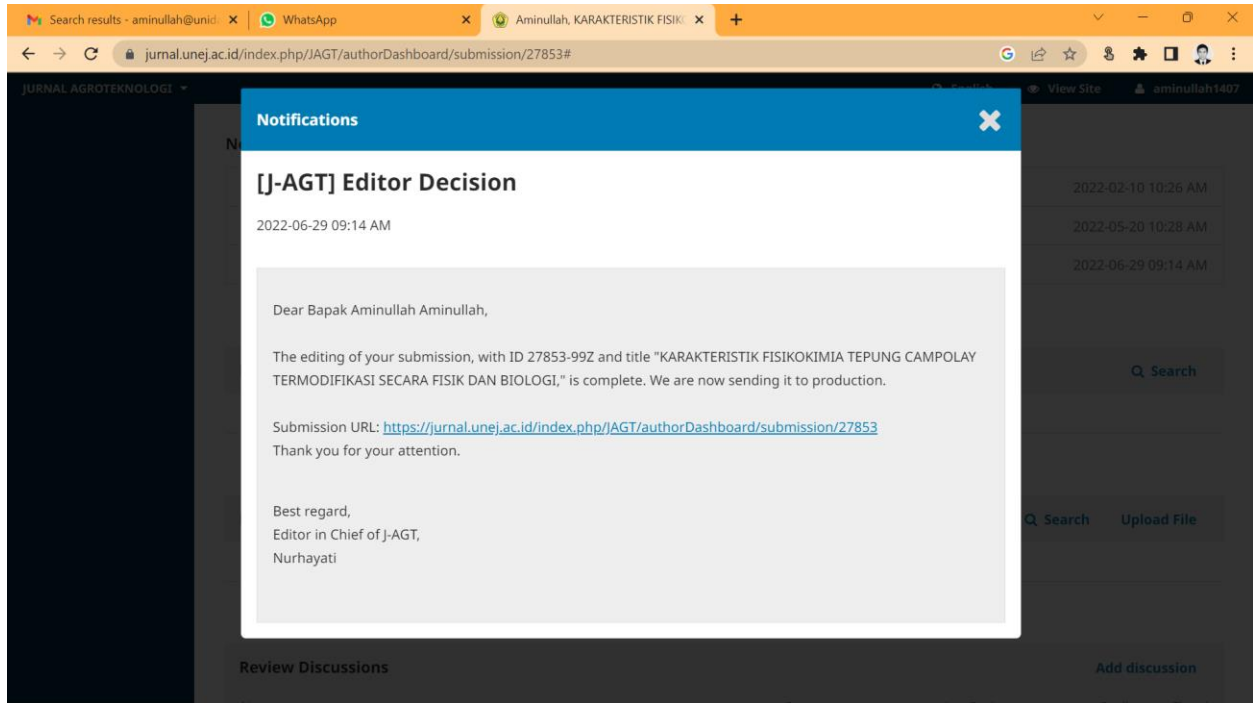 Search results - aminullah@unid
WhatsApp
Aminullah, KARAKTERISTIK FISIK
jurnal.unej.ac.id/index.php/JAGT/authorDashboard/submission/27853#
JURNAL AGROTEKNOLOGI
English
View Site
aminullah1407
Notifications
[J-AGT] Editor Decision
2022-06-29 09:14 AM
2022-02-10 10:26 AM
2022-05-20 10:28 AM
2022-06-29 09:14 AM
Dear Bapak Aminullah Aminullah,
The editing of your submission, with ID 27853-99Z and title "KARAKTERISTIK FISIKOKIMIA TEPUNG CAMPOLAY
TERMODIFIKASI SECARA FISIK DAN BIOLOGI," is complete. We are now sending it to production.
Search
Submission URL: https://jurnal.unej.ac.id/index.php/JAGT/authorDashboard/submission/27853
Thank you for your attention.
Best regard,
Editor in Chief of J-AGT,
Nurhayati
Search Upload File
Review Discussions
Add discussion